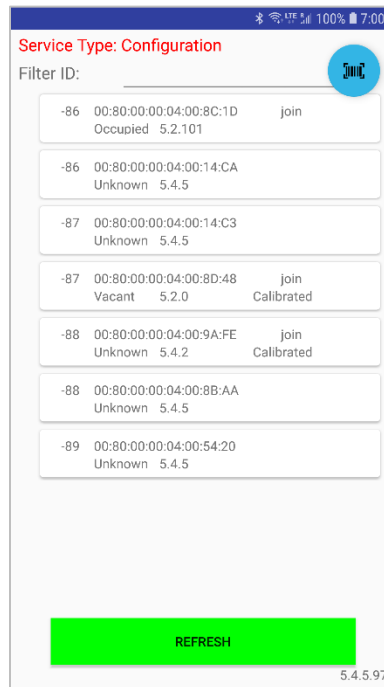 100% 7:00
Service Type: Configuration
Filter ID:
-86 00:80:00:00:04:00:8C:1D join
Occupied 5.2.101
-86 00:80:00:00:04:00:14:CA
Unknown 5.4.5
-87 00:80:00:00:04:00:14:C3
Unknown 5.4.5
-87 00:80:00:00:04:00:8D:48 join
Vacant 5.2.0 Calibrated
-88 00:80:00:00:04:00:9A:FE join
Unknown 5.4.2 Calibrated
-88 00:80:00:00:04:00:8B:AA
Unknown 5.4.5
-89 00:80:00:00:04:00:54:20
Unknown 5.4.5
REFRESH
5.4.5.97